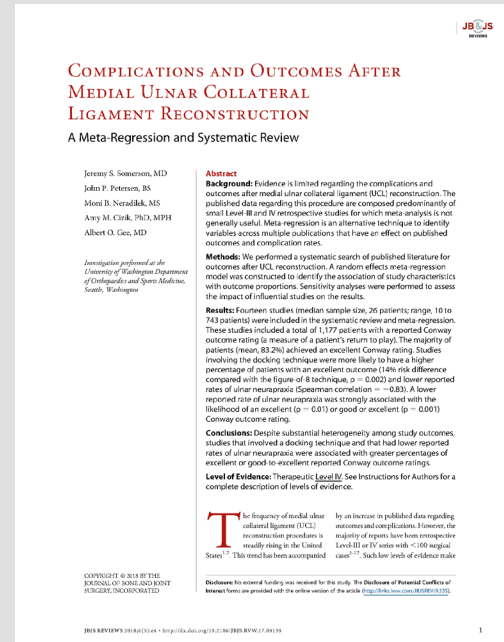 JB&JS
REVIEWS
COMPLICATIONS AND OUTCOMES AFTER
MEDIAL ULNAR COLLATERAL
LIGAMENT RECONSTRUCTION
A Meta-Regression and Systematic Review
Jeremy S. Somerson, MD
John P. Petersen, BS
Moni B. Neradilek, MS
Amy M. Cizik, PhD, MPH
Albert O. Gee, MD
Investigation performed at the
University of Washington Department
of Orthopaedics and Sports Medicine,
Seattle, Washington
Abstract
Background: Evidence is limited regarding the complications and
outcomes after medial ulnar collateral ligament (UCL) reconstruction. The
published data regarding this procedure are composed predominantly of
small Level-III and IV retrospective studies for which meta-analysis is not
generally useful. Meta-regression is an alternative technique to identify
variables across multiple publications that have an effect on published
outcomes and complication rates.
Methods: We performed a systematic search of published literature for
outcomes after UCL reconstruction. A random effects meta-regression
model was constructed to identify the association of study characteristics
with outcome proportions. Sensitivity analyses were performed to assess
the impact of influential studies on the results.
Results: Fourteen studies (median sample size, 26 patients; range, 10 to
743 patients) were included in the systematic review and meta-regression.
These studies included a total of 1,177 patients with a reported Conway
outcome rating (a measure of a patient's return to play). The majority of
patients (mean, 83.2%) achieved an excellent Conway rating. Studies
involving the docking technique were more likely to have a higher
percentage of patients with an excellent outcome (14% risk difference
compared with the figure-of-8 technique, p = 0.002) and lower reported
rates of ulnar neurapraxia (Spearman correlation = −0.83). A lower
reported rate of ulnar neurapraxia was strongly associated with the
likelihood of an excellent (p = 0.01) or good or excellent (p = 0.001)
Conway outcome rating.
Conclusions: Despite substantial heterogeneity among study outcomes,
studies that involved a docking technique and that had lower reported
rates of ulnar neurapraxia were associated with greater percentages of
excellent or good-to-excellent reported Conway outcome ratings.
Level of Evidence: Therapeutic Level IV. See Instructions for Authors for a
complete description of levels of evidence.
The frequency of medial ulnar
collateral ligament (UCL)
reconstruction procedures is
steadily rising in the United
States. This trend has been accompanied
by an increase in published data regarding
outcomes and complications. However, the
majority of reports have been retrospective
Level-III or IV series with <100 surgical
cases. Such low levels of evidence make
COPYRIGHT © 2018 BY THE
JOURNAL OF BONE AND JOINT
SURGERY, INCORPORATED
Disclosure: No external funding was received for this study. The Disclosure of Potential Conflicts of
Interest forms are provided with the online version of the article
JBJS REVIEWS 2018;6(5):e4 • http://dx.doi.org/10.2106/JBJS.RVW.17.00135
1